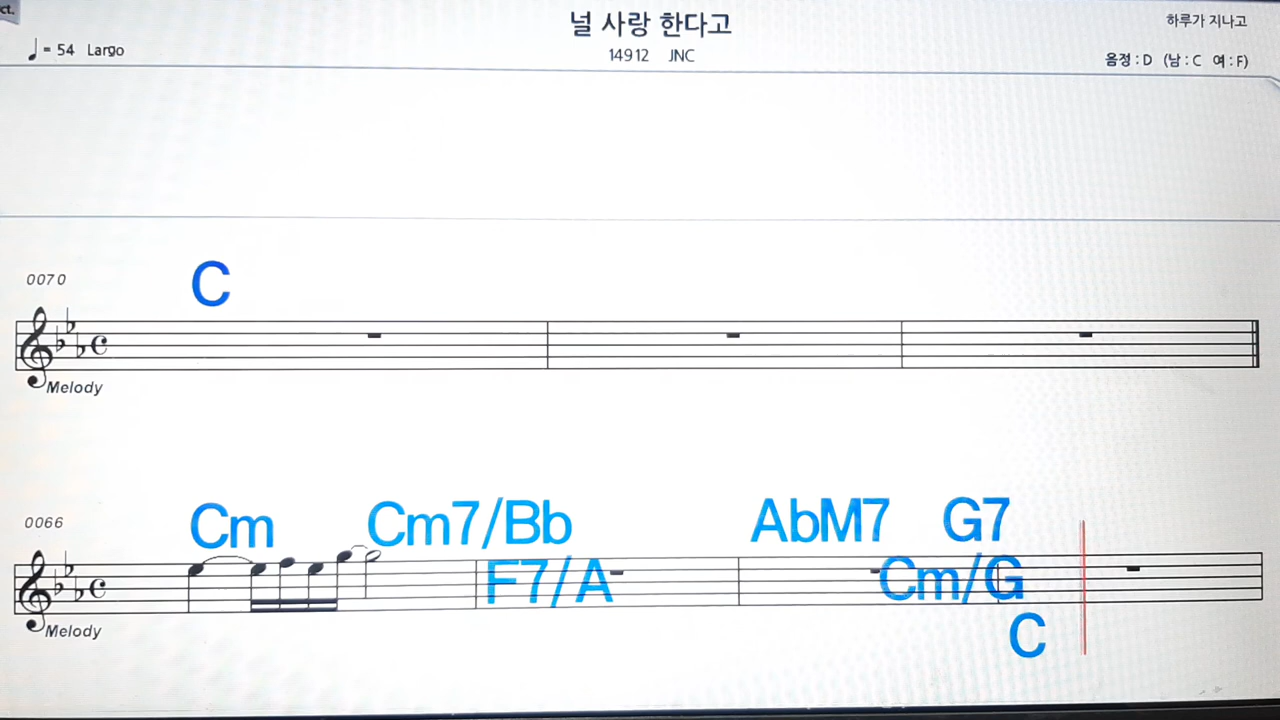 ct.
널 사랑 한다고
하루가 지나고
♩ = 54 Largo
14912 JNC
음정 : D (남 : C 여 : F)
0070
C
Melody
0066
Cm Cm7/Bb AbM7 G7
F7/A Cm/G
C
Melody